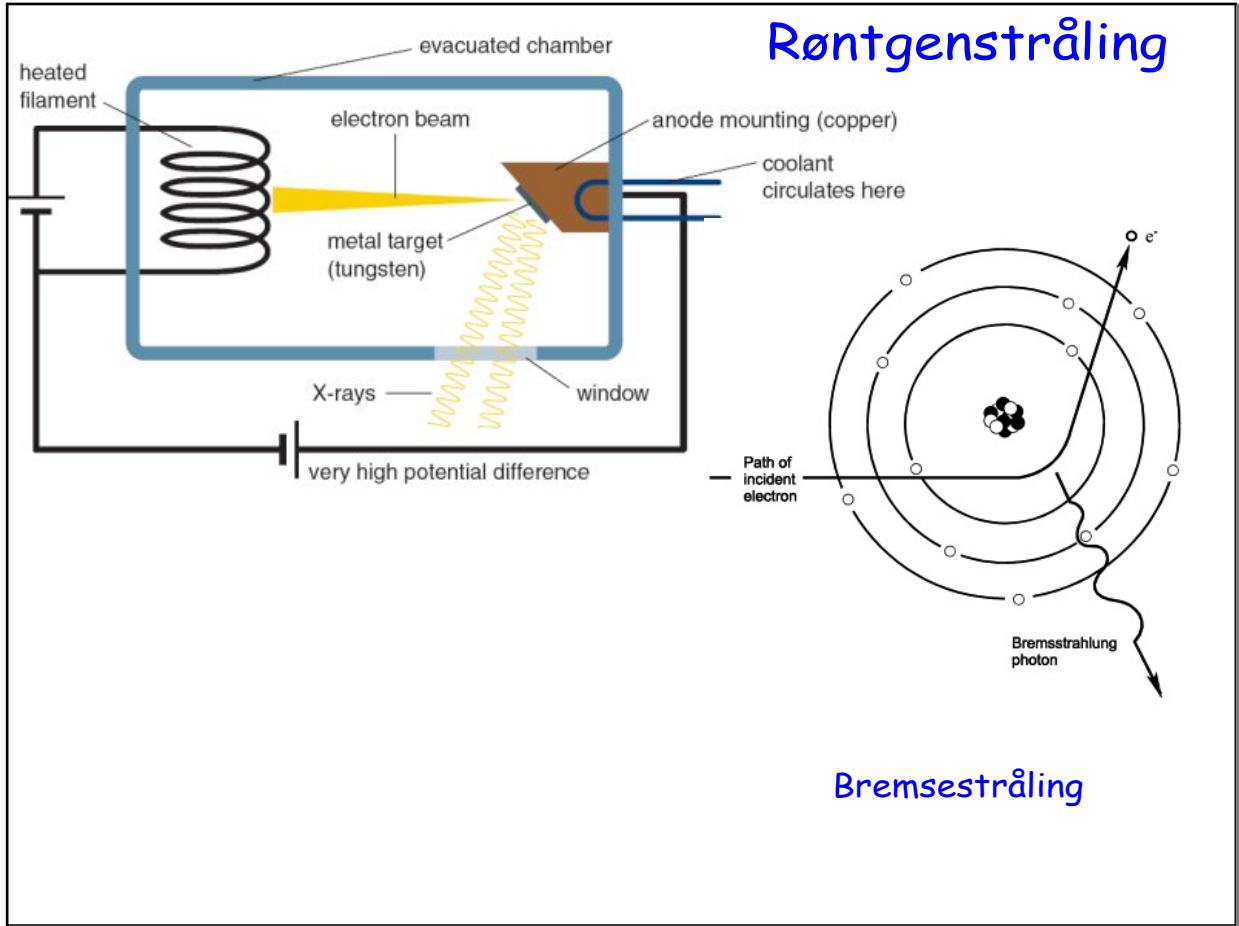 Røntgenstråling
evacuated chamber
heated
filament
electron beam
anode mounting (copper)
coolant
circulates here
metal target
(tungsten)
X-rays
window
very high potential difference
e-
Path of
incident
electron
Bremsstrahlung
photon
Bremsestråling